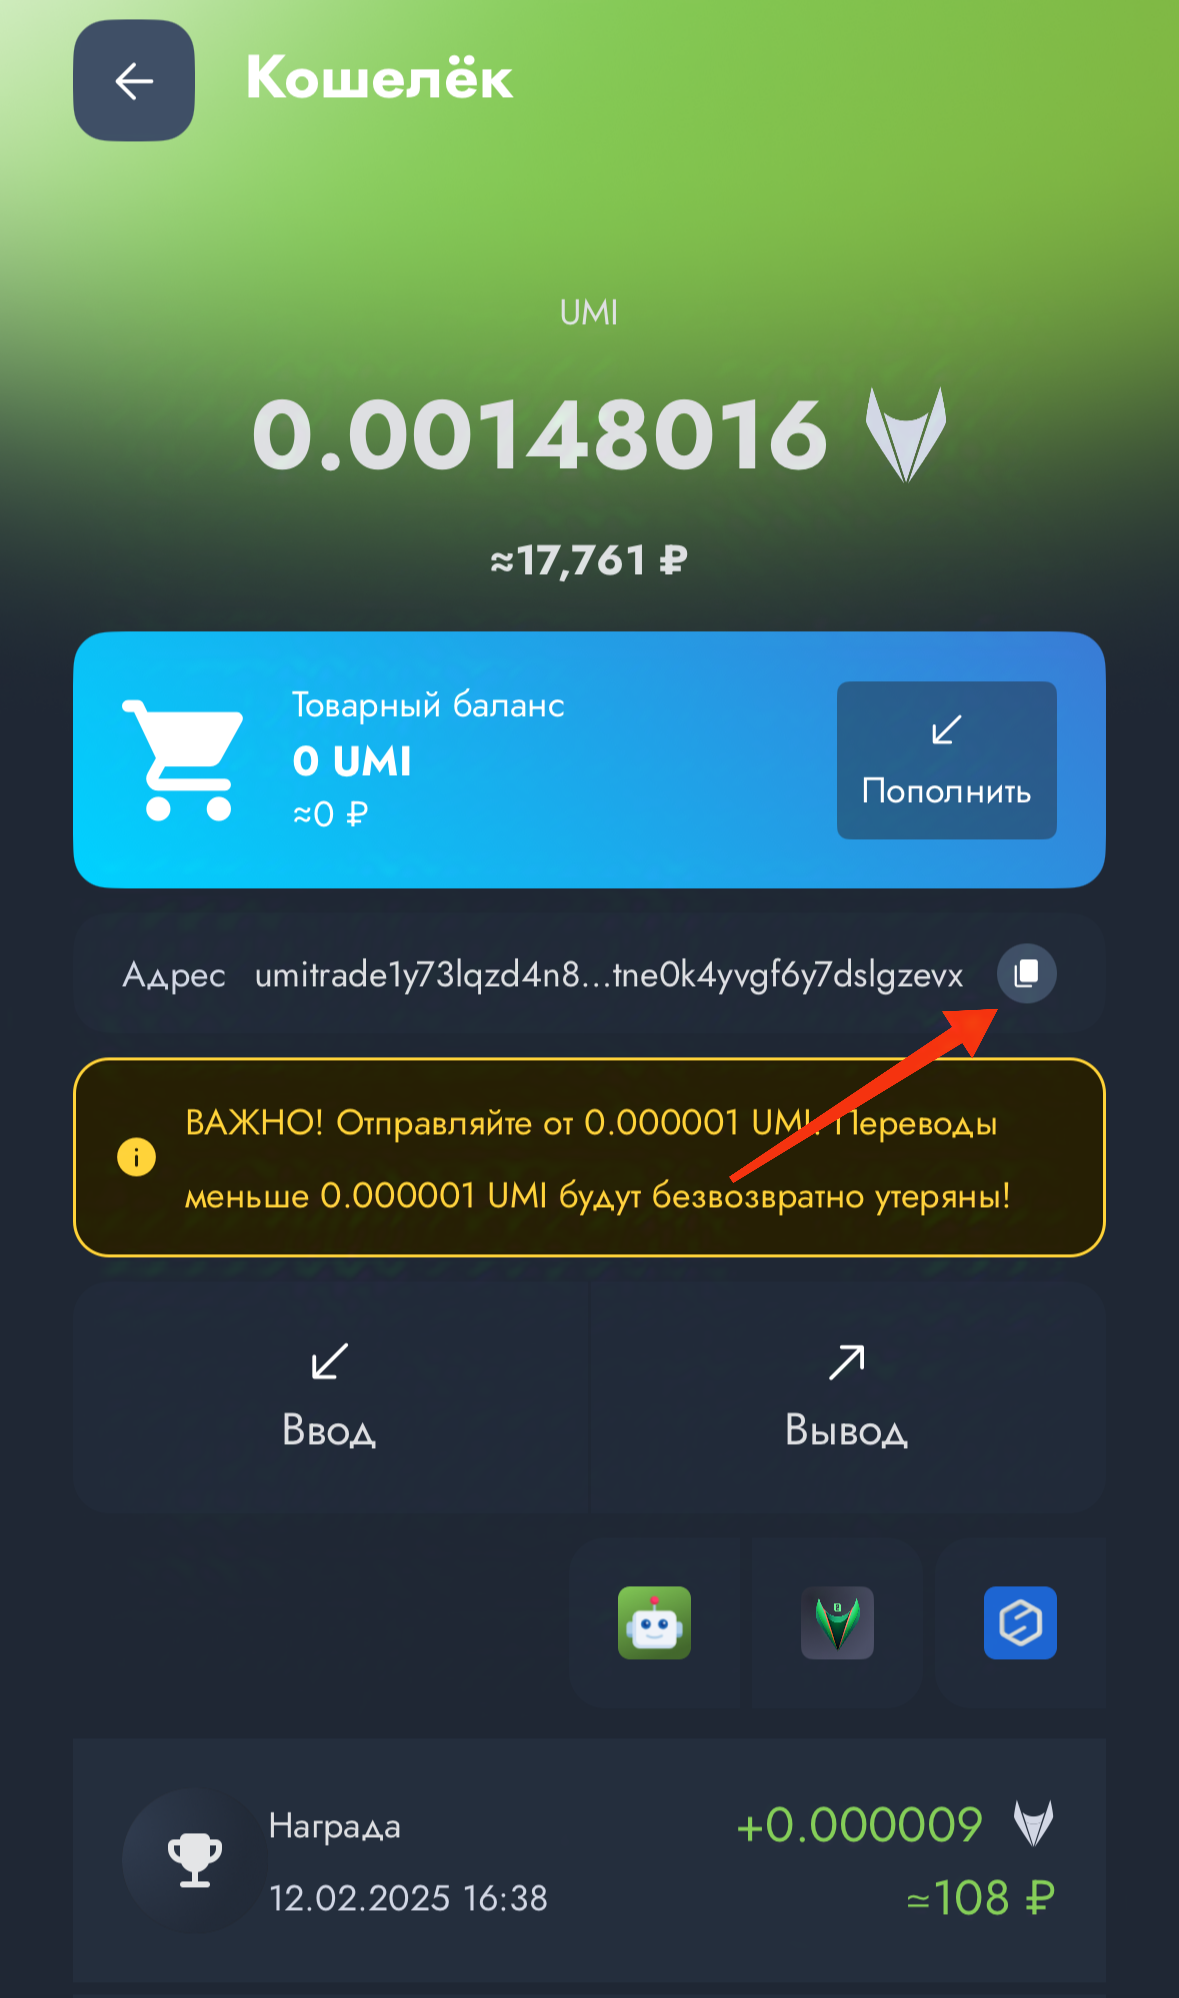 Кошелёк
UMI
0.00148016
≈17,761 ₽
Товарный баланс
0 UMI
≈0 ₽
Пополнить
Адрес umitrade1y73lqzd4n8...tne0k4yvgf6y7dslgzevx
ВАЖНО! Отправляйте от 0.000001 UMI. Переводы
меньше 0.000001 UMI будут безвозвратно утеряны!
Ввод
Вывод
Награда
+0.000009
12.02.2025 16:38
≃108 ₽